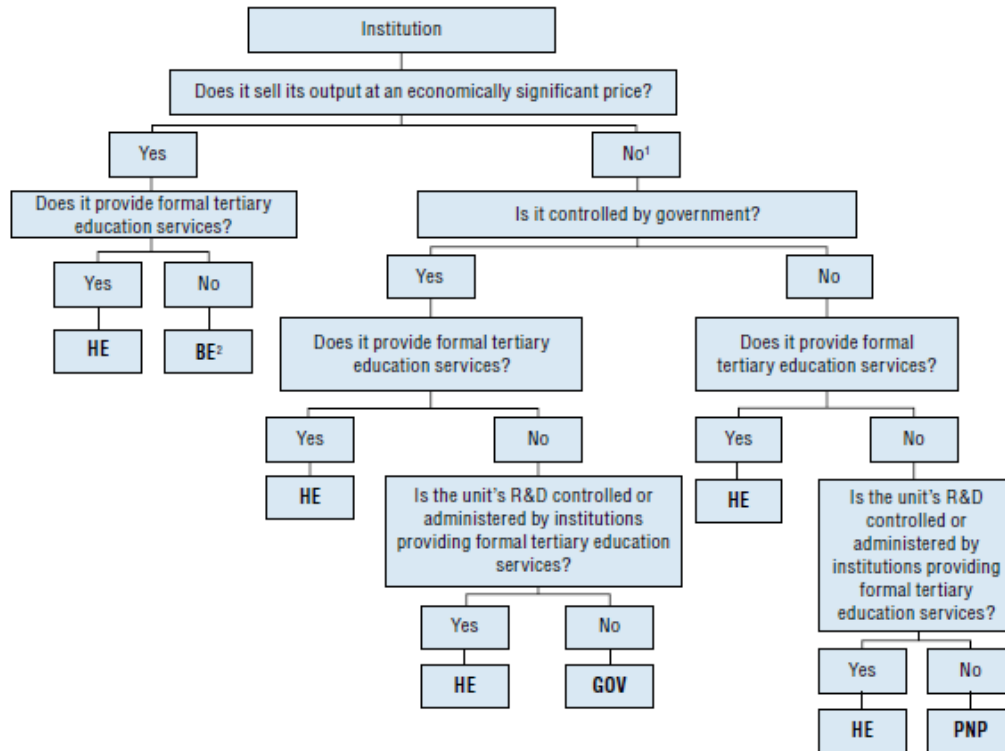 Institution
Does it sell its output at an economically significant price?
Yes
No¹
Does it provide formal tertiary
education services?
Is it controlled by government?
Yes
No
Yes
No
HE
BE²
Does it provide formal tertiary
education services?
Does it provide formal
tertiary education services?
Yes
No
Yes
No
HE
Is the unit's R&D controlled or
administered by institutions
providing formal tertiary education
services?
HE
Is the unit's R&D
controlled or
administered by
institutions providing
formal tertiary
education services?
Yes
No
HE
GOV
Yes
No
HE
PNP